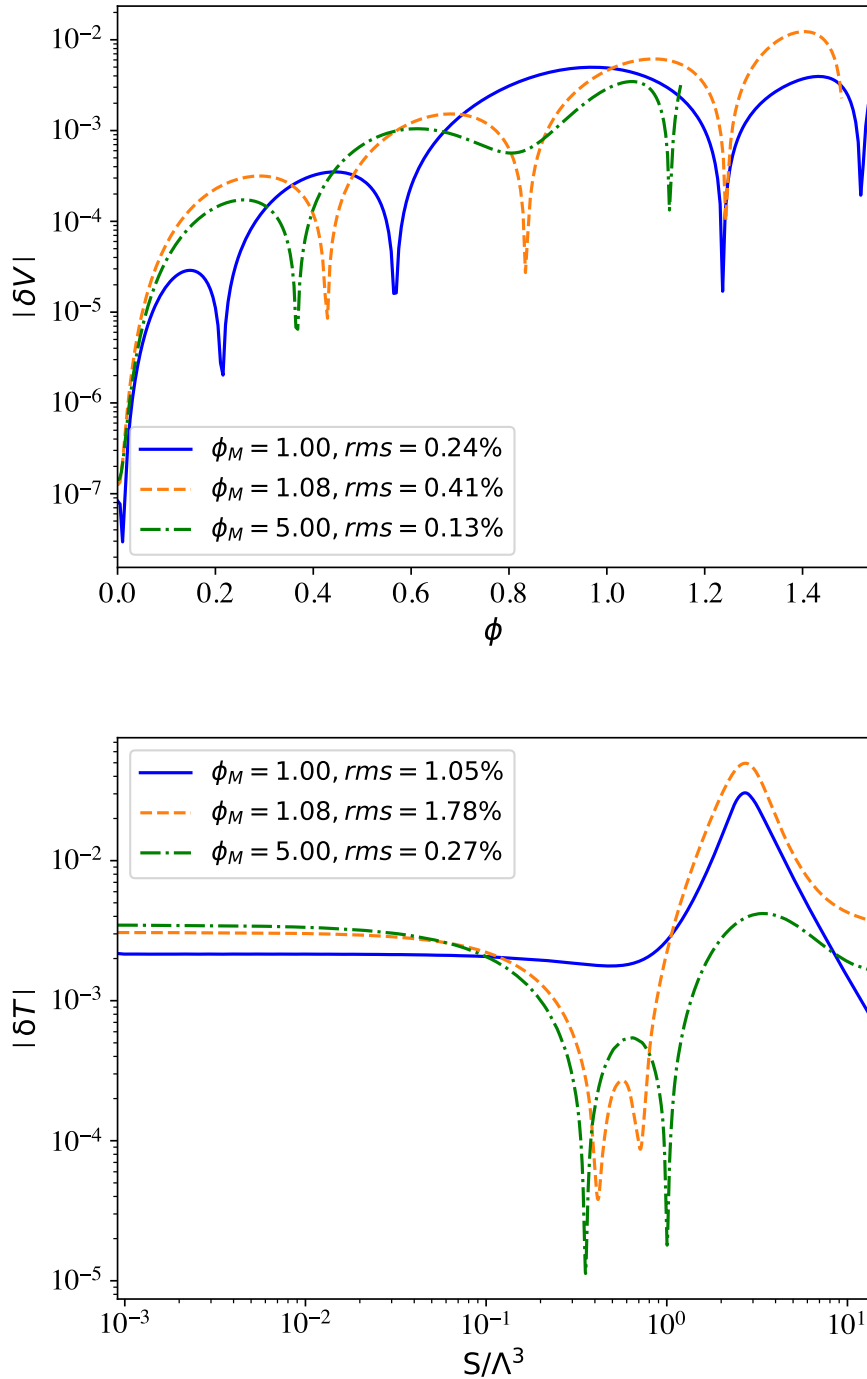 10⁻²
10⁻³
10⁻⁴
10⁻⁵
10⁻⁶
10⁻⁷
|δV|
ϕ_M = 1.00, rms = 0.24%
ϕ_M = 1.08, rms = 0.41%
ϕ_M = 5.00, rms = 0.13%
0.0 0.2 0.4 0.6 0.8 1.0 1.2 1.4
ϕ
ϕ_M = 1.00, rms = 1.05%
ϕ_M = 1.08, rms = 1.78%
ϕ_M = 5.00, rms = 0.27%
10⁻²
10⁻³
10⁻⁴
10⁻⁵
|δT|
10⁻³ 10⁻² 10⁻¹ 10⁰ 10¹
S/Λ³